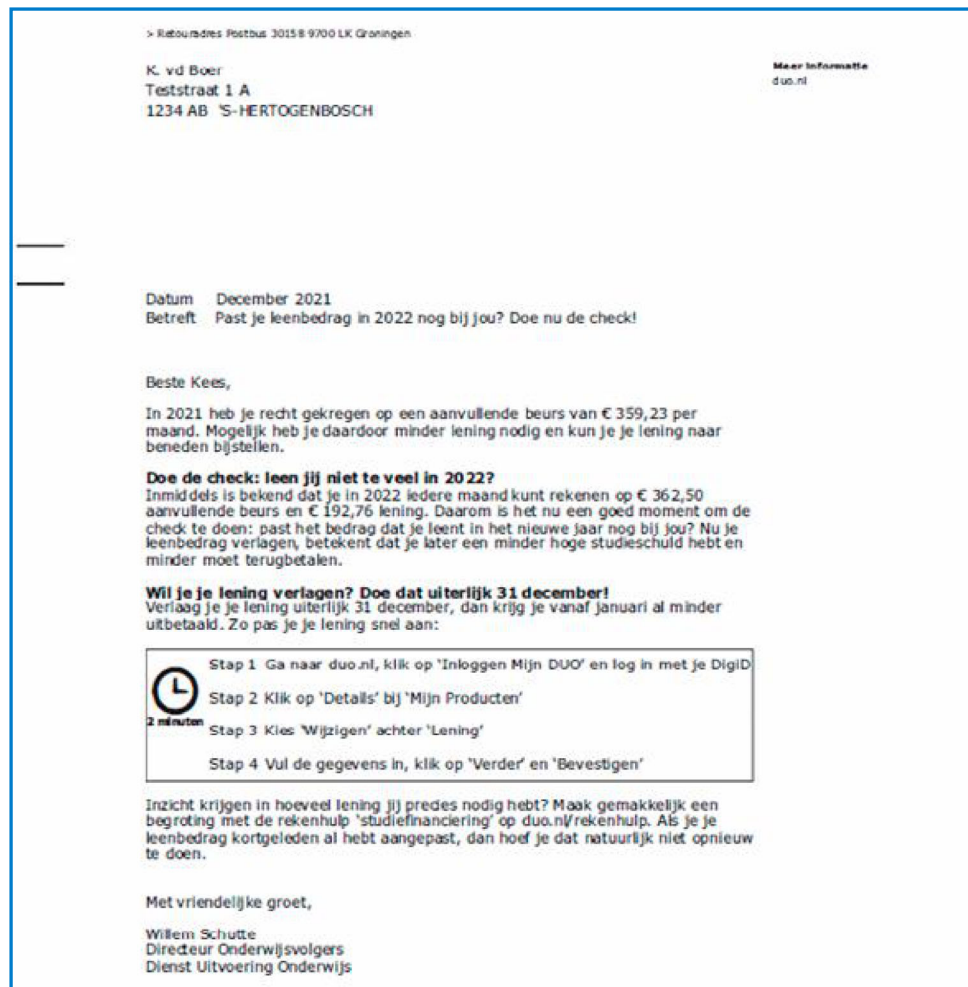 > Retouradres Postbus 30158 9700 LK Groningen
K. vd Boer
Teststraat 1 A
1234 AB 'S-HERTOGENBOSCH
Meer informatie
duo.nl
Datum December 2021
Betreft Past je leenbedrag in 2022 nog bij jou? Doe nu de check!
Beste Kees,
In 2021 heb je recht gekregen op een aanvullende beurs van € 359,23 per
maand. Mogelijk heb je daardoor minder lening nodig en kun je je lening naar
beneden bijstellen.
Doe de check: leen jij niet te veel in 2022?
Inmiddels is bekend dat je in 2022 iedere maand kunt rekenen op € 362,50
aanvullende beurs en € 192,76 lening. Daarom is het nu een goed moment om de
check te doen: past het bedrag dat je leent in het nieuwe jaar nog bij jou? Nu je
leenbedrag verlagen, betekent dat je later een minder hoge studieschuld hebt en
minder moet terugbetalen.
Wil je je lening verlagen? Doe dat uiterlijk 31 december!
Verlaag je je lening uiterlijk 31 december, dan krijg je vanaf januari al minder
uitbetaald. Zo pas je je lening snel aan:
2 minuten
Stap 1 Ga naar duo.nl, klik op 'Inloggen Mijn DUO' en log in met je DigiD
Stap 2 Klik op 'Details' bij 'Mijn Producten'
Stap 3 Kies 'Wijzigen' achter 'Lening'
Stap 4 Vul de gegevens in, klik op 'Verder' en 'Bevestigen'
Inzicht krijgen in hoeveel lening jij precies nodig hebt? Maak gemakkelijk een
begroting met de rekenhulp 'studiefinanciering' op duo.nl/rekenhulp. Als je je
leenbedrag kortgeleden al hebt aangepast, dan hoef je dat natuurlijk niet opnieuw
te doen.
Met vriendelijke groet,
Willem Schutte
Directeur Onderwijsvolgers
Dienst Uitvoering Onderwijs